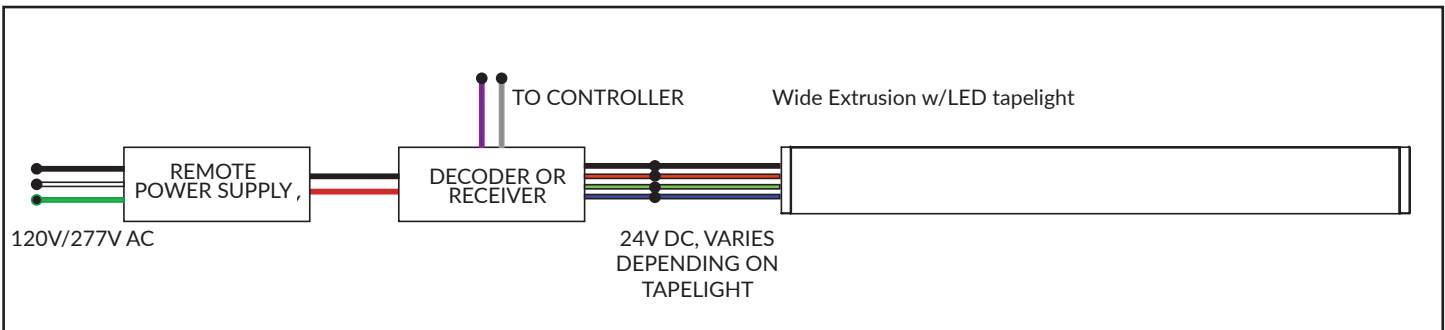 TO CONTROLLER
Wide Extrusion w/LED tapelight
REMOTE
POWER SUPPLY ,
DECODER OR
RECEIVER
120V/277V AC
24V DC, VARIES
DEPENDING ON
TAPELIGHT